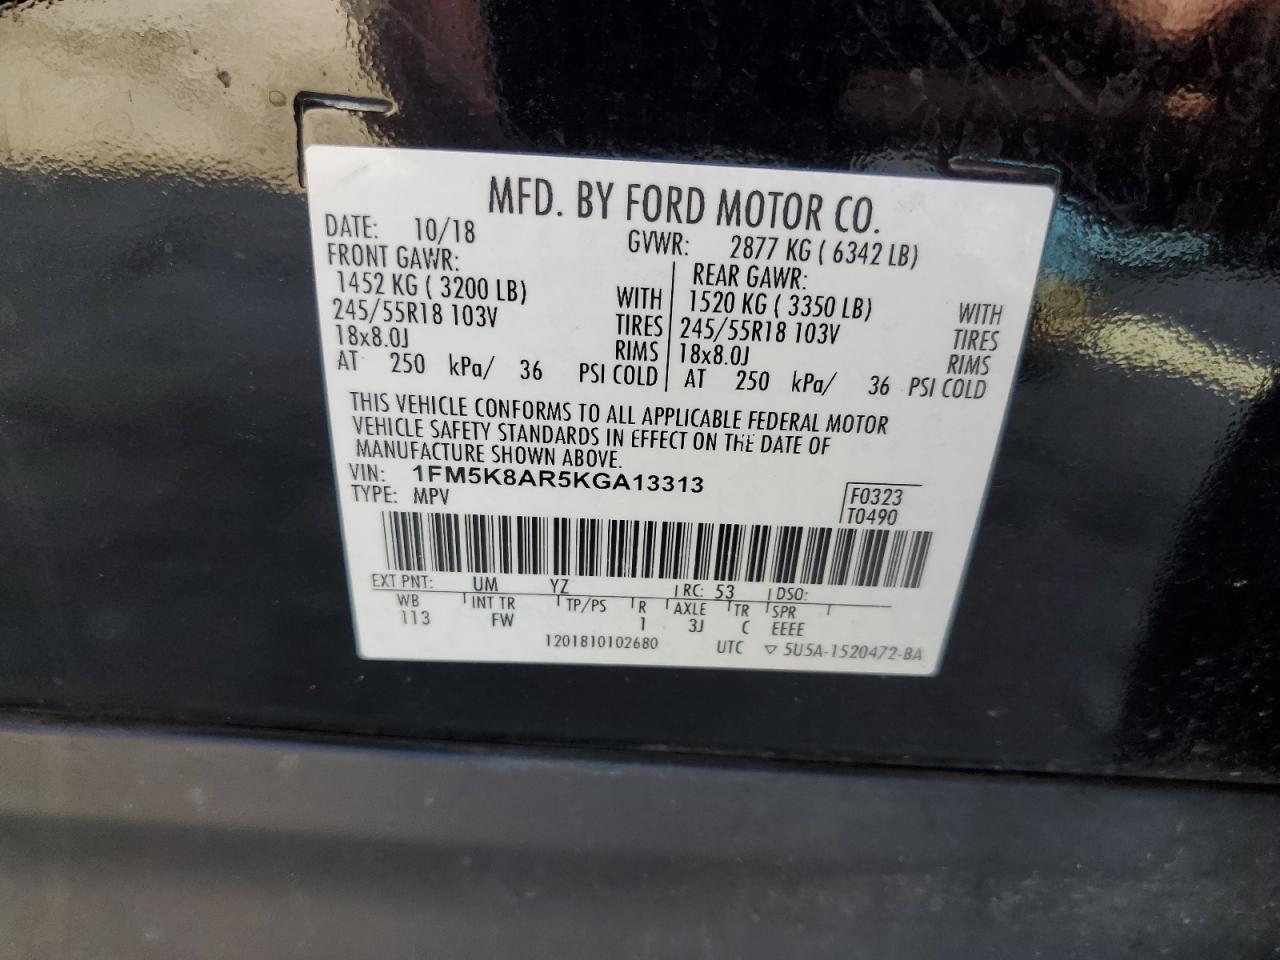 MFD. BY FORD MOTOR CO.
DATE: 10/18 GVWR: 2877 KG ( 6342 LB)
FRONT GAWR: REAR GAWR:
1452 KG ( 3200 LB) WITH 1520 KG ( 3350 LB) WITH
245/55R18 103V TIRES 245/55R18 103V TIRES
18x8.0J RIMS 18x8.0J RIMS
AT 250 kPa/ 36 PSI COLD AT 250 kPa/ 36 PSI COLD
THIS VEHICLE CONFORMS TO ALL APPLICABLE FEDERAL MOTOR
VEHICLE SAFETY STANDARDS IN EFFECT ON THE DATE OF
MANUFACTURE SHOWN ABOVE.
VIN: 1FM5K8AR5KGA13313
TYPE: MPV F0323
T0490
EXT PNT: UM YZ RC: 53 DSO:
WB INT TR TP/PS R AXLE TR SPR
113 FW 1 3J C EEEE
1201810102680 UTC ▽ 5U5A-1520472-BA